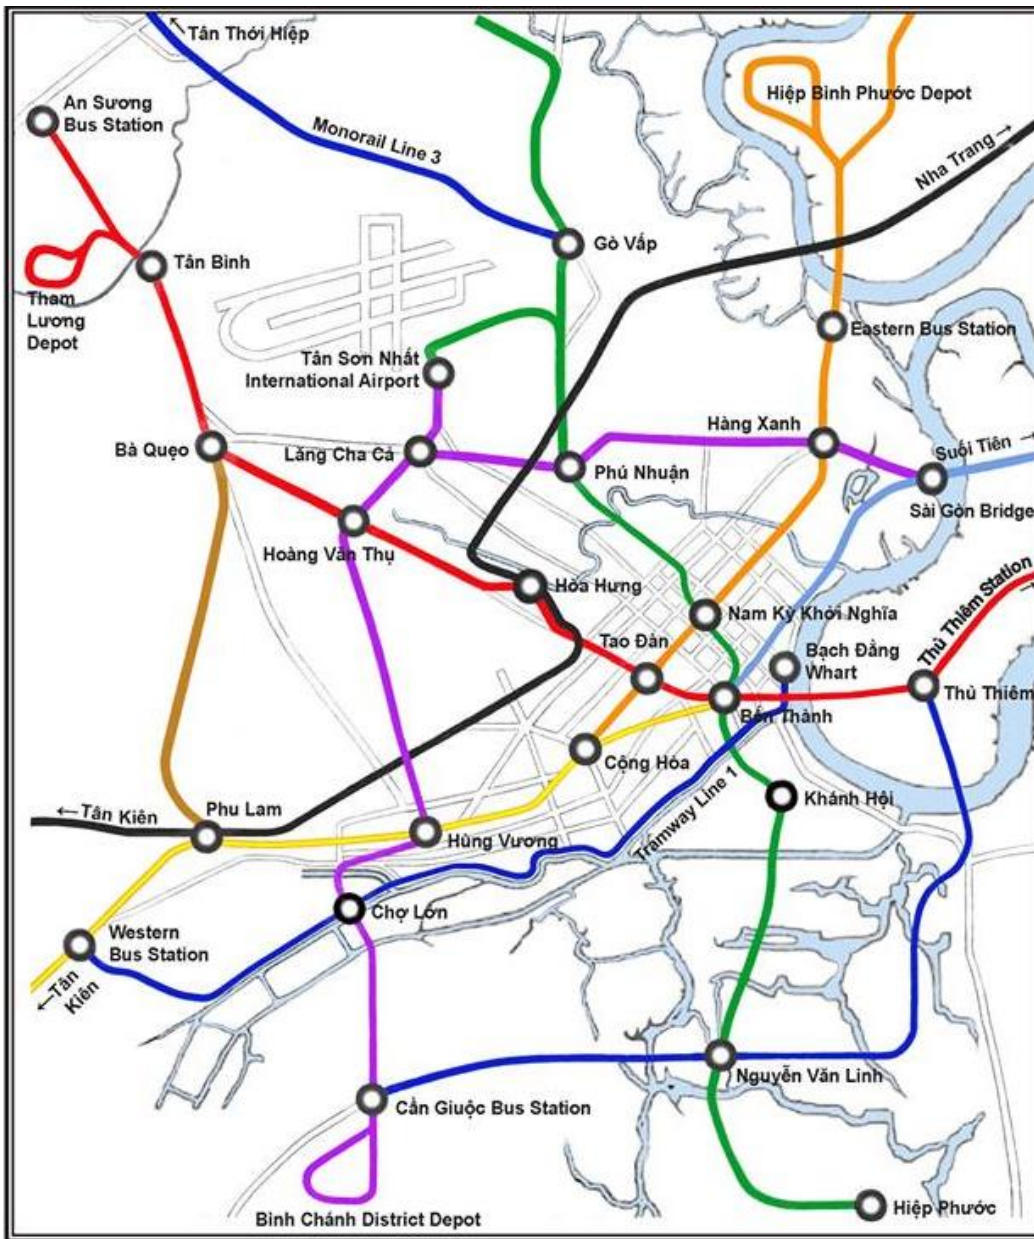 ←Tân Thới Hiệp
An Sương
Bus Station
Monorail Line 3
Hiệp Bình Phước Depot
Nha Trang→
Gò Vấp
Tân Bình
Tham
Lương
Depot
Eastern Bus Station
Tân Sơn Nhất
International Airport
Hàng Xanh
Bà Quẹo
Lăng Cha Cả
Phú Nhuận
Suối Tiên→
Sài Gòn Bridge
Hoàng Văn Thụ
Hòa Hưng
Nam Kỳ Khởi Nghĩa
Thủ Thiêm Station→
Tao Đàn
Bạch Đằng
Whart
Thủ Thiêm
Bến Thành
Cộng Hòa
Khánh Hội
←Tân Kiên
Phu Lam
Hùng Vương
Tramway Line 1
Chợ Lớn
Western
Bus Station
←Tân
Kiên
Nguyễn Văn Linh
Cần Giuộc Bus Station
Bình Chánh District Depot
Hiệp Phước